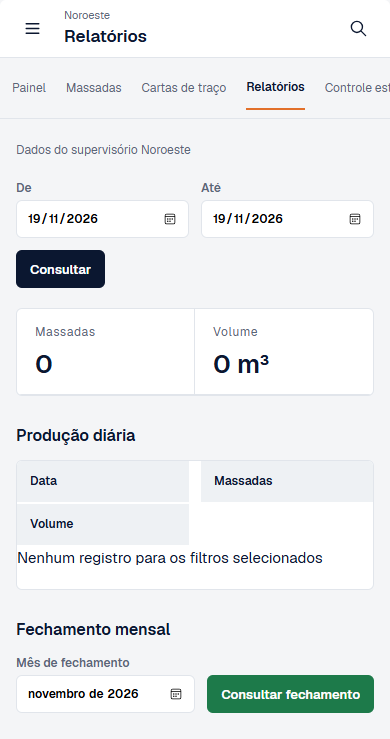 Noroeste
Relatórios
Painel Massadas Cartas de traço Relatórios Controle est
Dados do supervisório Noroeste
De Até
19/11/2026 19/11/2026
Consultar
Massadas Volume
0 0 m³
Produção diária
Data Massadas
Volume
Nenhum registro para os filtros selecionados
Fechamento mensal
Mês de fechamento
novembro de 2026 Consultar fechamento